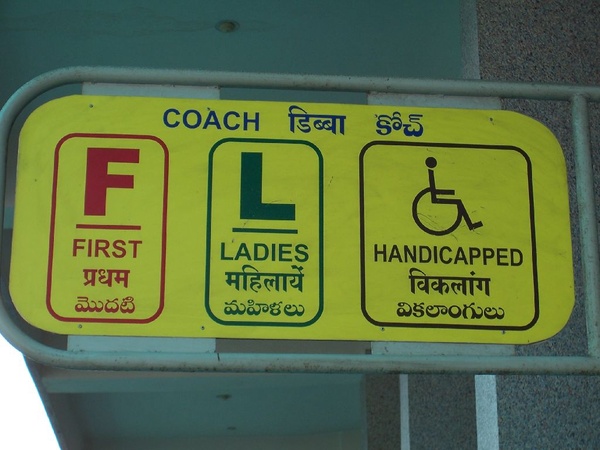 COACH डिब्बा కోచ్
F
FIRST
प्रथम
మొదటి
L
LADIES
महिलायें
మహిళలు
HANDICAPPED
विकलांग
వికలాంగులు